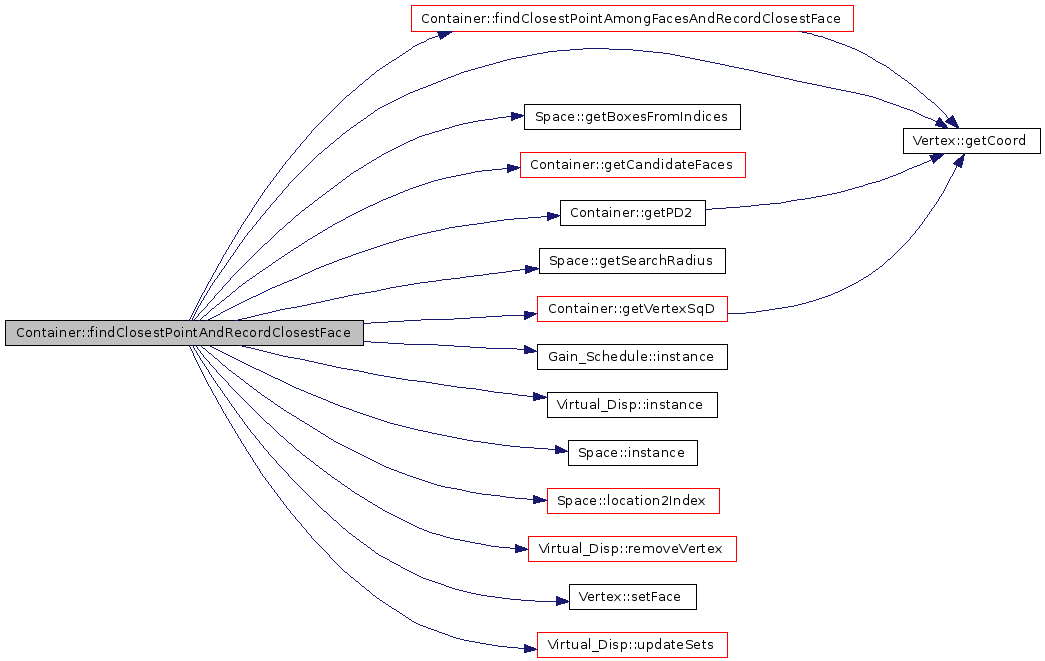 Container::findClosestPointAmongFacesAndRecordClosestFace
Space::getBoxesFromIndices
Vertex::getCoord
Container::getCandidateFaces
Container::getPD2
Space::getSearchRadius
Container::getVertexSqD
Container::findClosestPointAndRecordClosestFace
Gain_Schedule::instance
Virtual_Disp::instance
Space::instance
Space::location2Index
Virtual_Disp::removeVertex
Vertex::setFace
Virtual_Disp::updateSets